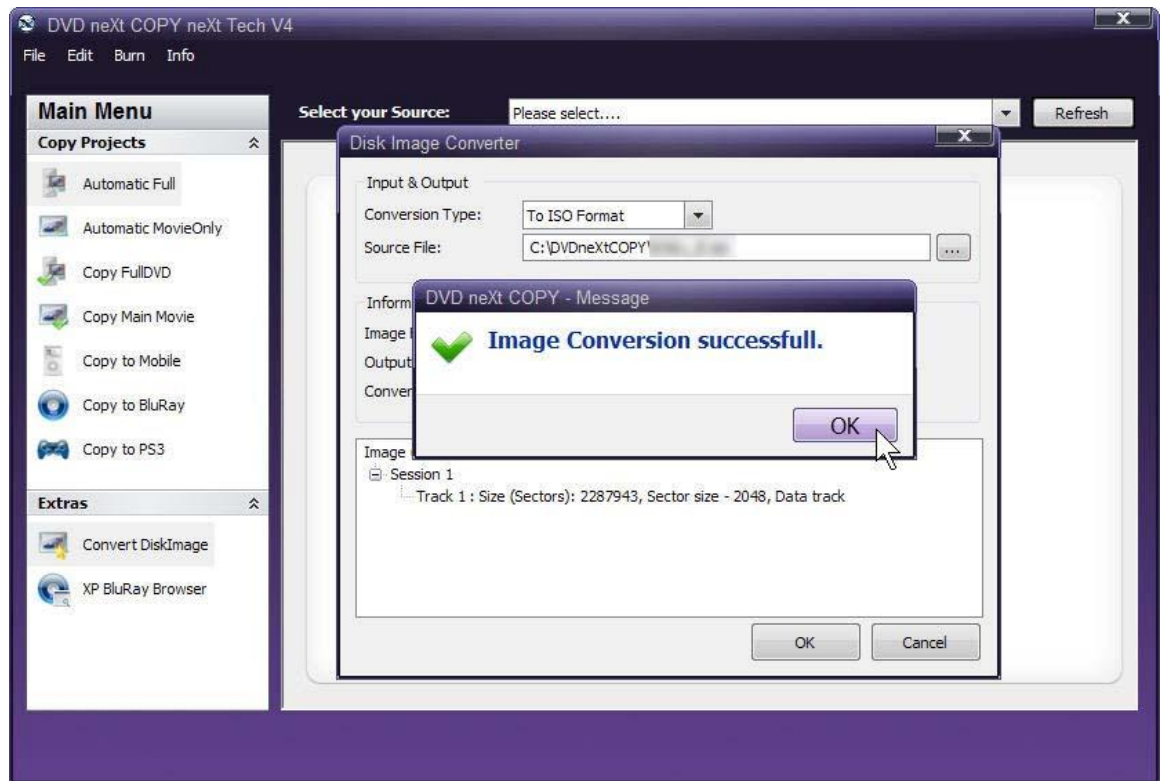 DVD neXt COPY neXt Tech V4
X
File Edit Burn Info
Main Menu
Select your Source: Please select.... Refresh
Copy Projects
Automatic Full
Automatic MovieOnly
Copy FullDVD
Copy Main Movie
Copy to Mobile
Copy to BluRay
Copy to PS3
Extras
Convert DiskImage
XP BluRay Browser
Disk Image Converter
X
Input & Output
Conversion Type: To ISO Format
Source File: C:\DVDneXtCOPY\ ...
Inform
Image
Output
Conver
DVD neXt COPY - Message
Image Conversion successfull.
OK
Image
Session 1
Track 1 : Size (Sectors): 2287943, Sector size - 2048, Data track
OK Cancel